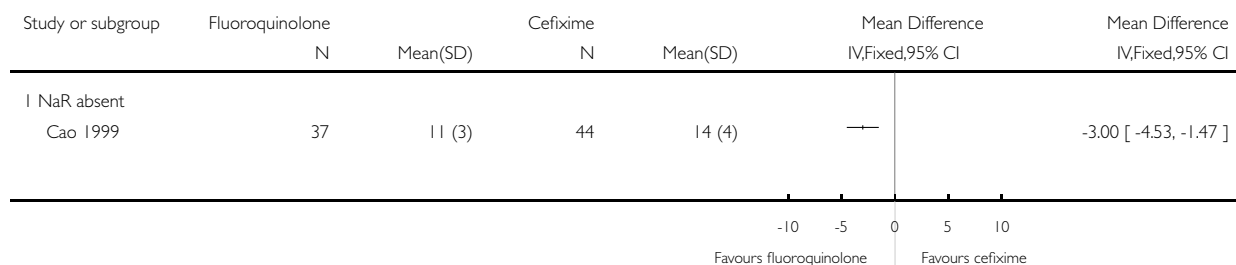 Study or subgroup Fluoroquinolone Cefixime Mean Difference Mean Difference
N Mean(SD) N Mean(SD) IV,Fixed,95% CI IV,Fixed,95% CI
1 NaR absent
Cao 1999 37 11 (3) 44 14 (4) -3.00 [ -4.53, -1.47 ]
-10 -5 0 5 10
Favours fluoroquinolone Favours cefixime